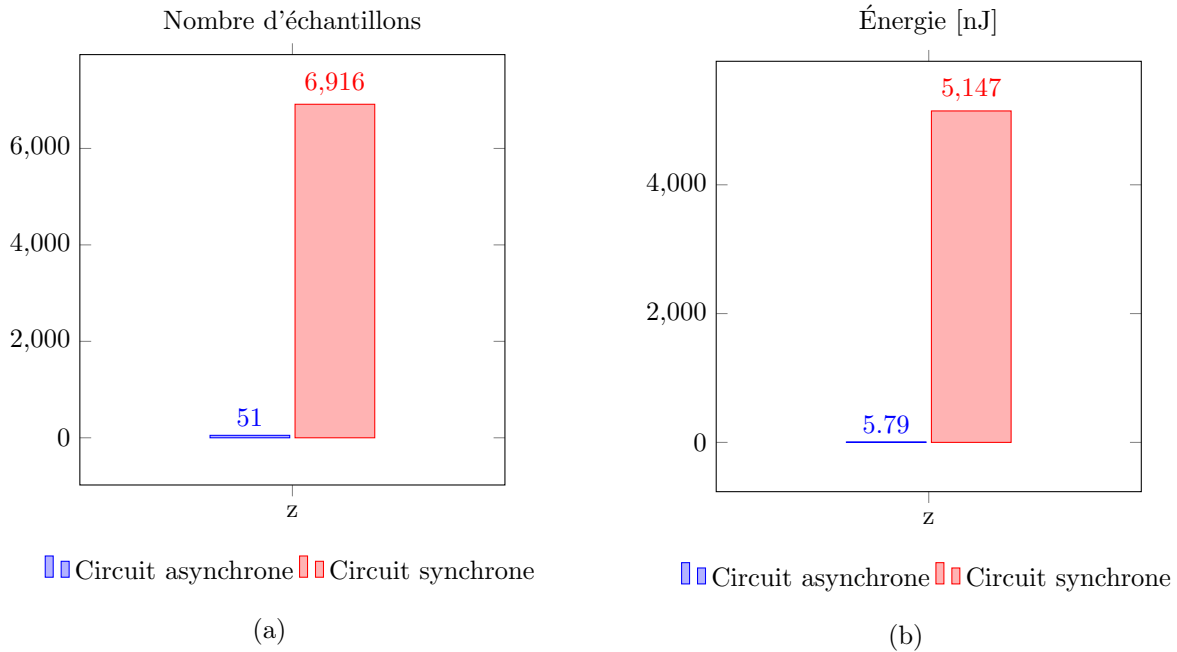 Nombre d'échantillons
6,916
6,000
4,000
2,000
51
0
z
Circuit asynchrone Circuit synchrone
(a)
Énergie [nJ]
5,147
4,000
2,000
5.79
0
z
Circuit asynchrone Circuit synchrone
(b)